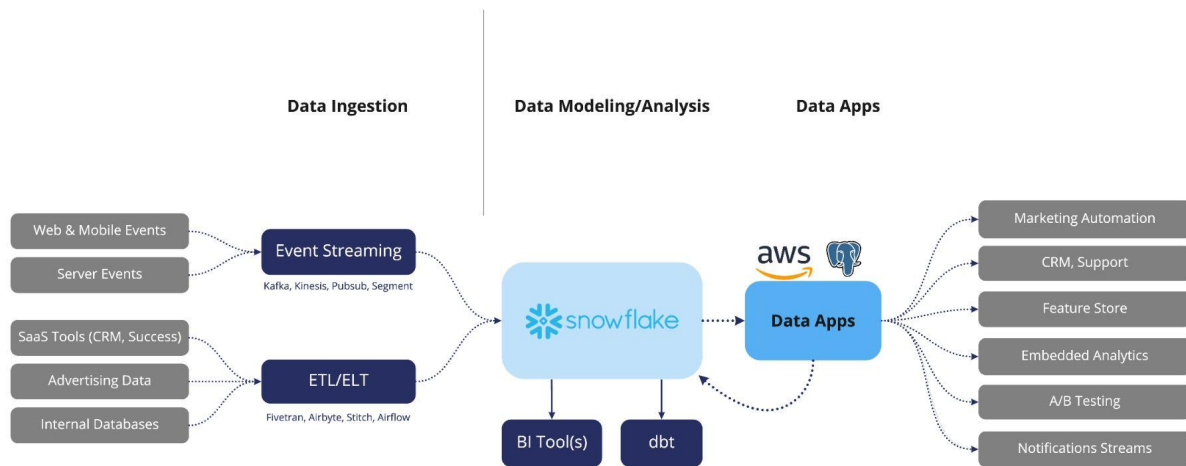 Data Ingestion
Data Modeling/Analysis
Data Apps
Web & Mobile Events
Server Events
Event Streaming
Kafka, Kinesis, Pubsub, Segment
SaaS Tools (CRM, Success)
Advertising Data
Internal Databases
ETL/ELT
Fivetran, Airbyte, Stitch, Airflow
snowflake
BI Tool(s)
dbt
aws
Data Apps
Marketing Automation
CRM, Support
Feature Store
Embedded Analytics
A/B Testing
Notifications Streams